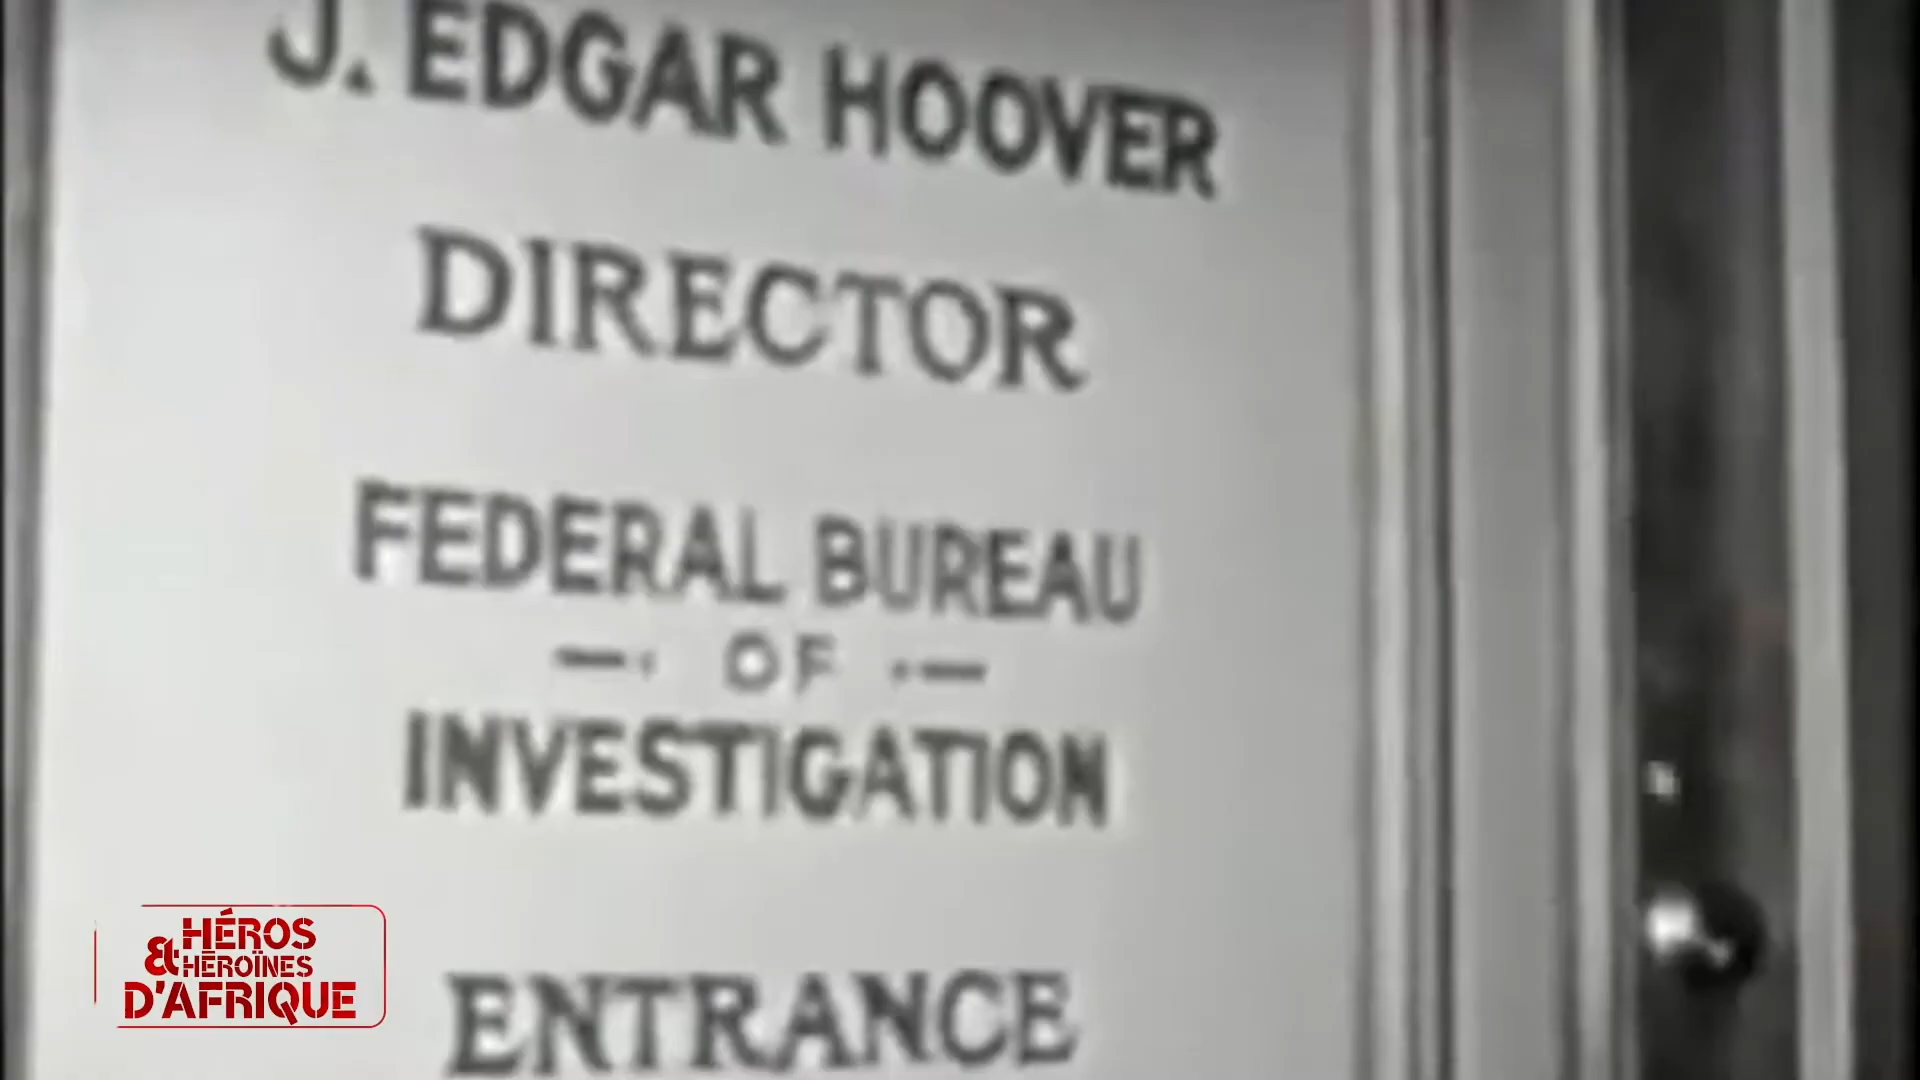 J. EDGAR HOOVER
DIRECTOR
FEDERAL BUREAU
— · OF · —
INVESTIGATION
ENTRANCE
HÉROS
& HÉROÏNES
D'AFRIQUE